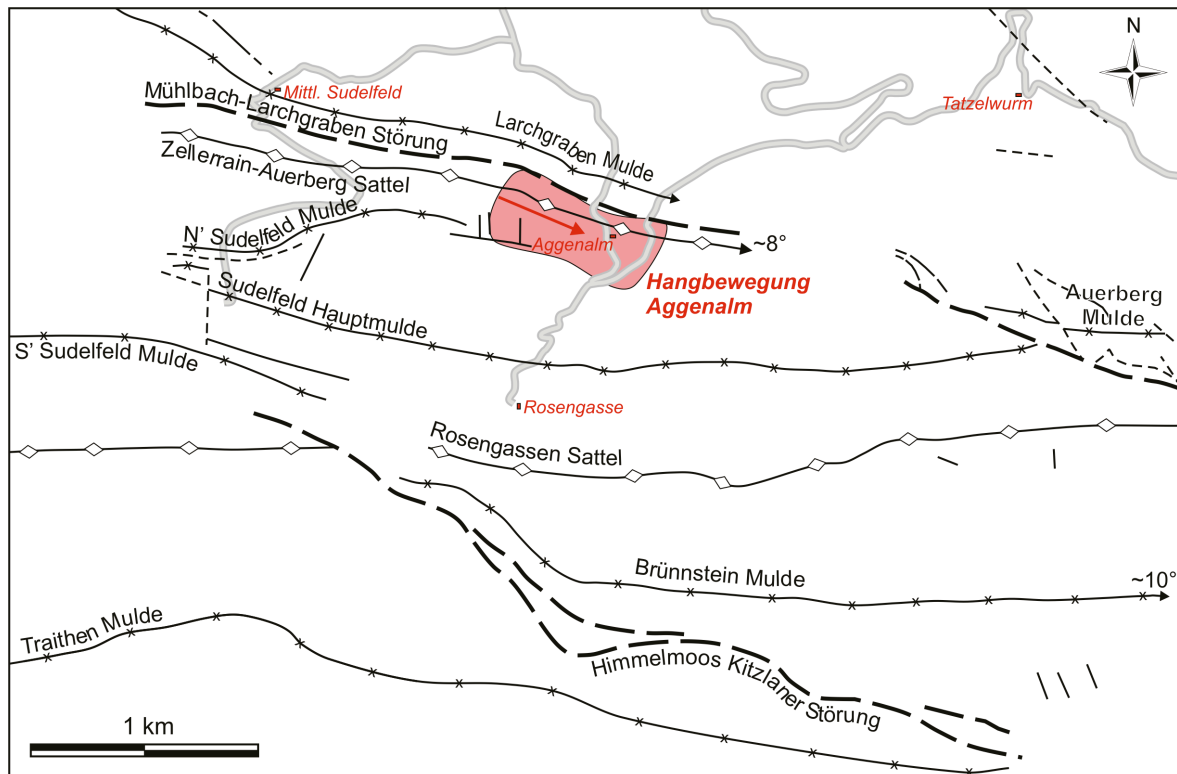 N
Mittl. Sudelfeld
Tatzelwurm
Mühlbach-Larchgraben Störung
Larchgraben Mulde
Zellerrain-Auerberg Sattel
N' Sudelfeld Mulde
Aggenalm
~8°
Hangbewegung
Aggenalm
Sudelfeld Hauptmulde
Auerberg
Mulde
S' Sudelfeld Mulde
Rosengasse
Rosengassen Sattel
Brünnstein Mulde
~10°
Traithen Mulde
Himmelmoos Kitzlaner Störung
1 km